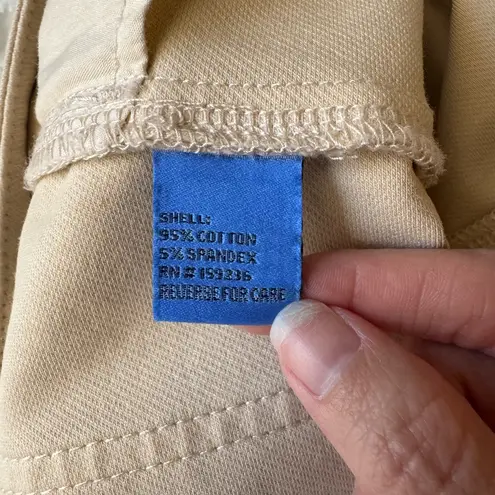 SHELL:
95% COTTON
5% SPANDEX
RN # 159236
REVERSE FOR CARE